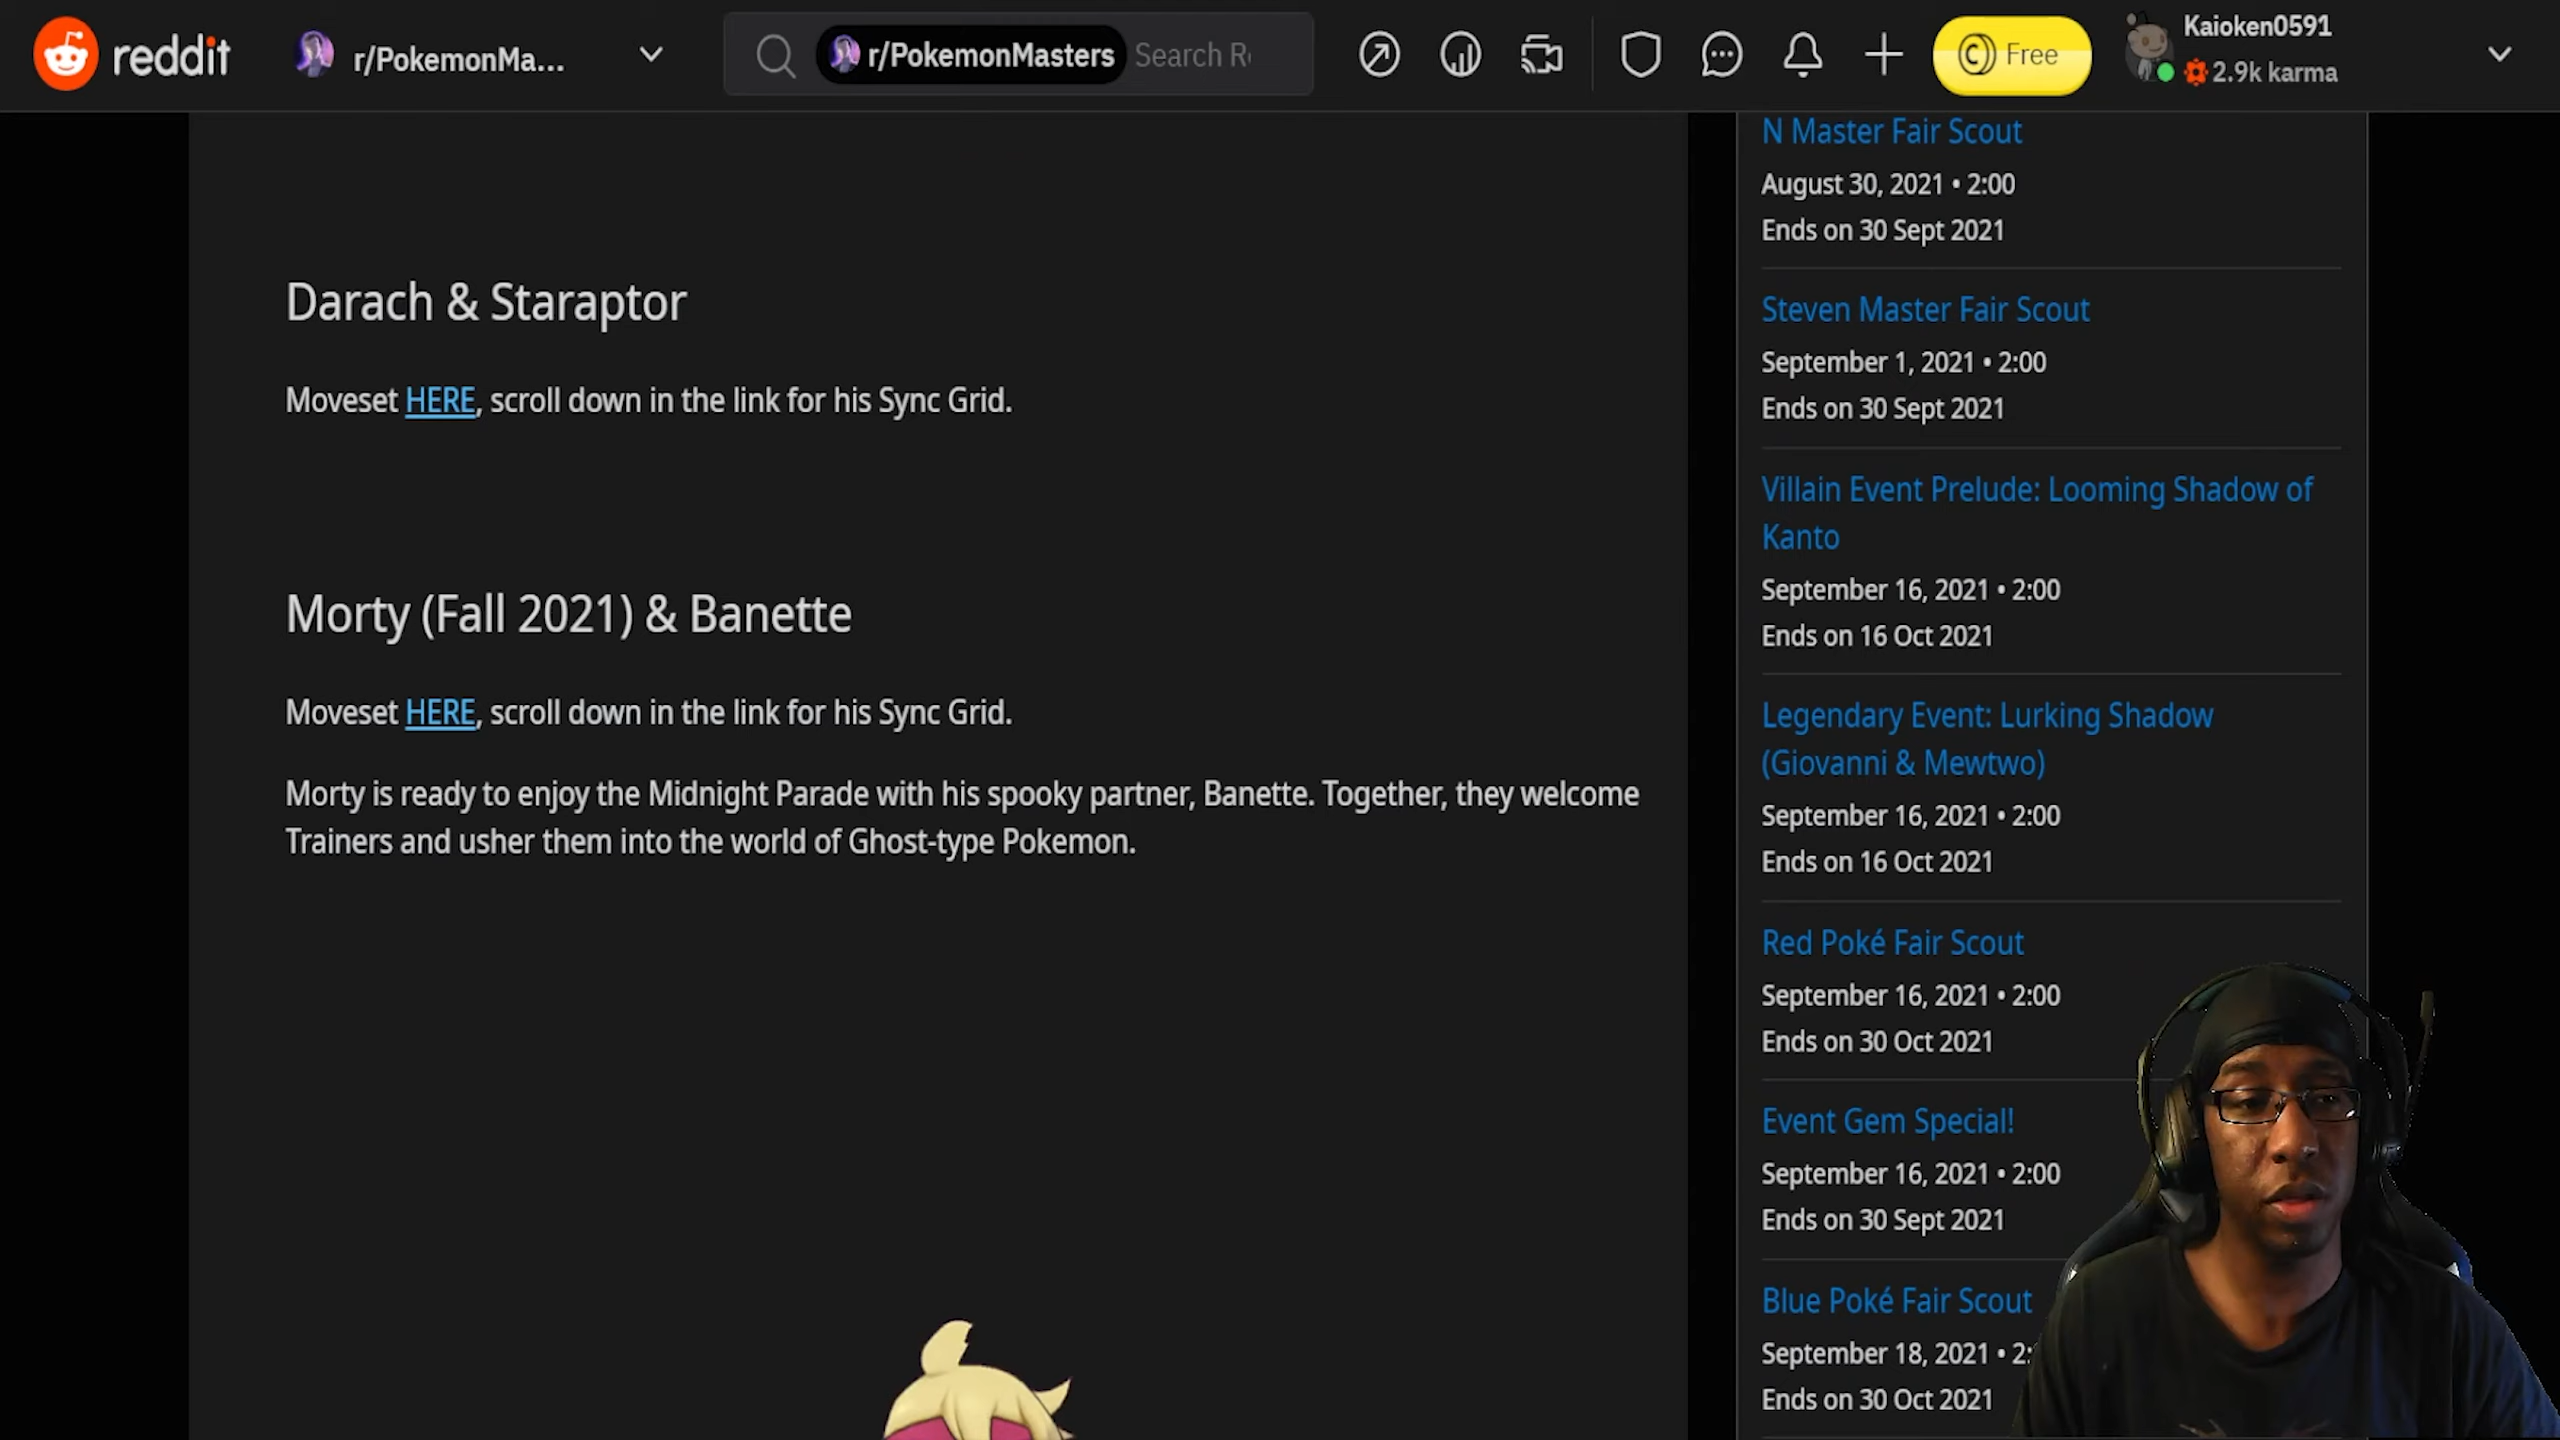 reddit
r/PokemonMa...
r/PokemonMasters
Free
Kaioken0591
2.9k karma
Darach & Staraptor
Moveset HERE, scroll down in the link for his Sync Grid.
Morty (Fall 2021) & Banette
Moveset HERE, scroll down in the link for his Sync Grid.
Morty is ready to enjoy the Midnight Parade with his spooky partner, Banette. Together, they welcome
Trainers and usher them into the world of Ghost-type Pokemon.
N Master Fair Scout
August 30, 2021 • 2:00
Ends on 30 Sept 2021
Steven Master Fair Scout
September 1, 2021 • 2:00
Ends on 30 Sept 2021
Villain Event Prelude: Looming Shadow of
Kanto
September 16, 2021 • 2:00
Ends on 16 Oct 2021
Legendary Event: Lurking Shadow
(Giovanni & Mewtwo)
September 16, 2021 • 2:00
Ends on 16 Oct 2021
Red Poké Fair Scout
September 16, 2021 • 2:00
Ends on 30 Oct 2021
Event Gem Special!
September 16, 2021 • 2:00
Ends on 30 Sept 2021
Blue Poké Fair Scout
September 18, 2021 • 2:
Ends on 30 Oct 2021